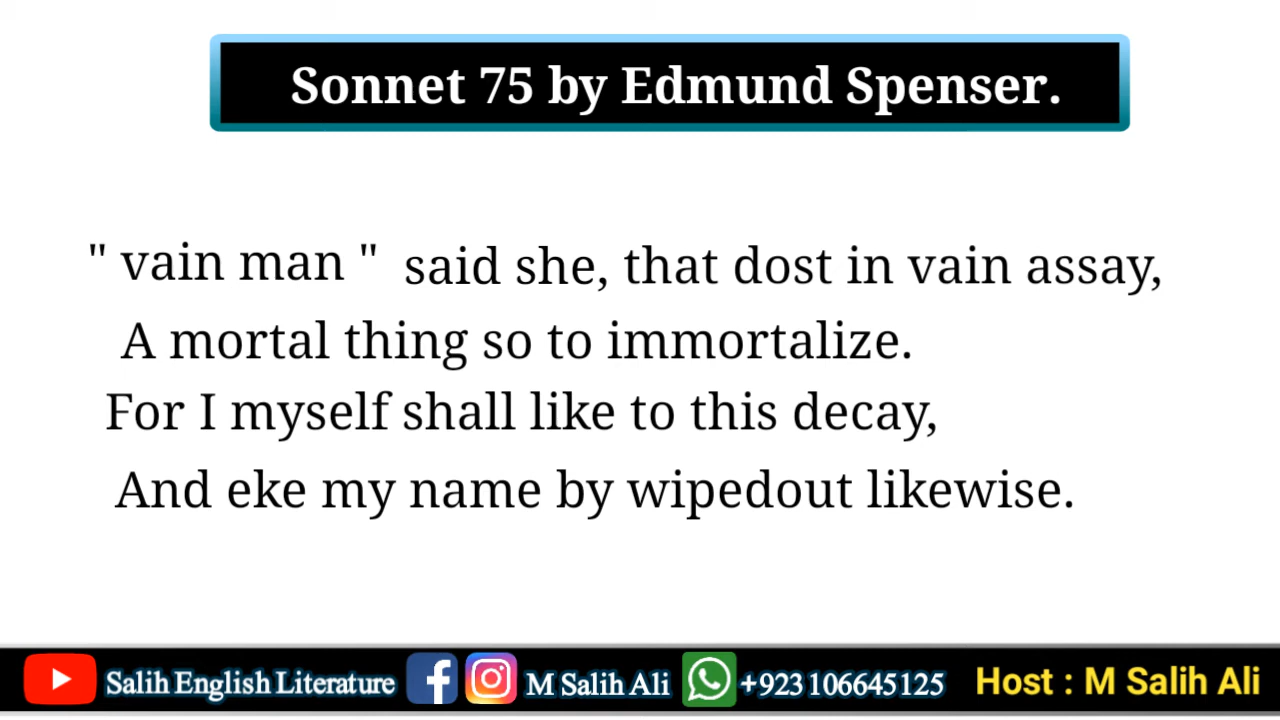 Sonnet 75 by Edmund Spenser.
" vain man " said she, that dost in vain assay,
A mortal thing so to immortalize.
For I myself shall like to this decay,
And eke my name by wipedout likewise.
Salih English Literature M Salih Ali +923106645125 Host : M Salih Ali